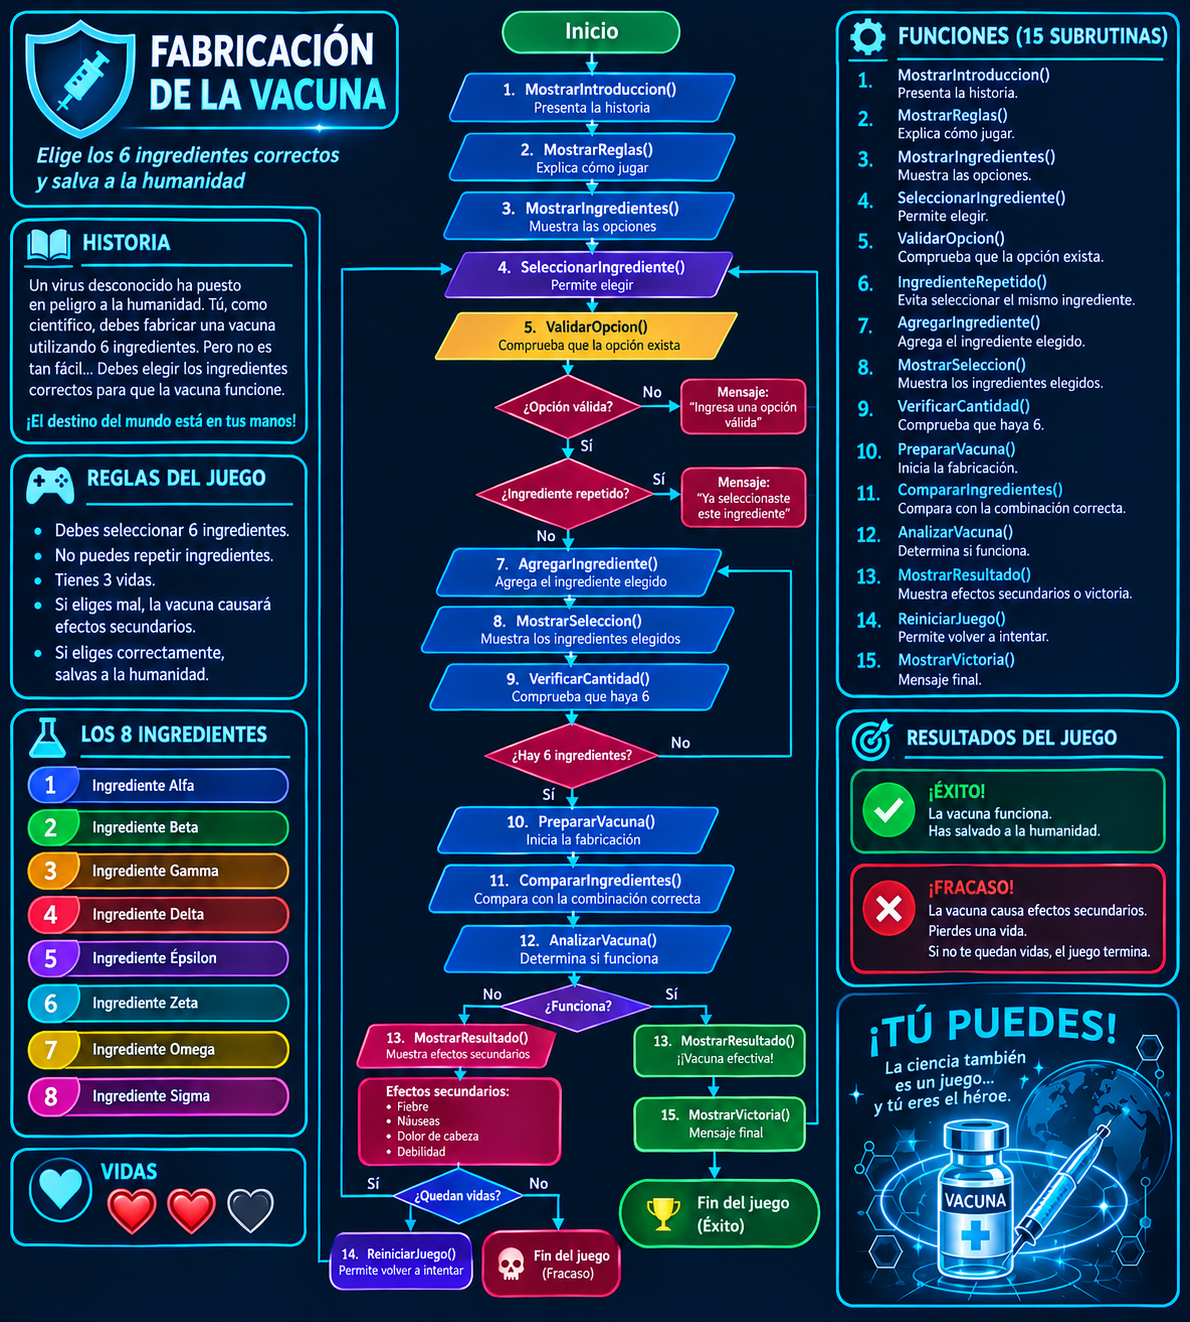 FABRICACIÓN
DE LA VACUNA
Elige los 6 ingredientes correctos
y salva a la humanidad
HISTORIA
Un virus desconocido ha puesto
en peligro a la humanidad. Tú, como
científico, debes fabricar una vacuna
utilizando 6 ingredientes. Pero no es
tan fácil... Debes elegir los ingredientes
correctos para que la vacuna funcione.
¡El destino del mundo está en tus manos!
REGLAS DEL JUEGO
• Debes seleccionar 6 ingredientes.
• No puedes repetir ingredientes.
• Tienes 3 vidas.
• Si eliges mal, la vacuna causará
efectos secundarios.
• Si eliges correctamente,
salvas a la humanidad.
LOS 8 INGREDIENTES
1 Ingrediente Alfa
2 Ingrediente Beta
3 Ingrediente Gamma
4 Ingrediente Delta
5 Ingrediente Épsilon
6 Ingrediente Zeta
7 Ingrediente Omega
8 Ingrediente Sigma
VIDAS
Inicio
1. MostrarIntroduccion()
Presenta la historia
2. MostrarReglas()
Explica cómo jugar
3. MostrarIngredientes()
Muestra las opciones
4. SeleccionarIngrediente()
Permite elegir
5. ValidarOpcion()
Comprueba que la opción exista
¿Opción válida?
No
Mensaje:
"Ingresa una opción
válida"
Sí
¿Ingrediente repetido?
Sí
Mensaje:
"Ya seleccionaste
este ingrediente"
No
7. AgregarIngrediente()
Agrega el ingrediente elegido
8. MostrarSeleccion()
Muestra los ingredientes elegidos
9. VerificarCantidad()
Comprueba que haya 6
¿Hay 6 ingredientes?
No
Sí
10. PrepararVacuna()
Inicia la fabricación
11. CompararIngredientes()
Compara con la combinación correcta
12. AnalizarVacuna()
Determina si funciona
No
¿Funciona?
Sí
13. MostrarResultado()
Muestra efectos secundarios
Efectos secundarios:
• Fiebre
• Náuseas
• Dolor de cabeza
• Debilidad
Sí
¿Quedan vidas?
No
14. ReiniciarJuego()
Permite volver a intentar
Fin del juego
(Fracaso)
13. MostrarResultado()
¡¡Vacuna efectiva!
15. MostrarVictoria()
Mensaje final
Fin del juego
(Éxito)
FUNCIONES (15 SUBRUTINAS)
1. MostrarIntroduccion()
Presenta la historia.
2. MostrarReglas()
Explica cómo jugar.
3. MostrarIngredientes()
Muestra las opciones.
4. SeleccionarIngrediente()
Permite elegir.
5. ValidarOpcion()
Comprueba que la opción exista.
6. IngredienteRepetido()
Evita seleccionar el mismo ingrediente.
7. AgregarIngrediente()
Agrega el ingrediente elegido.
8. MostrarSeleccion()
Muestra los ingredientes elegidos.
9. VerificarCantidad()
Comprueba que haya 6.
10. PrepararVacuna()
Inicia la fabricación.
11. CompararIngredientes()
Compara con la combinación correcta.
12. AnalizarVacuna()
Determina si funciona.
13. MostrarResultado()
Muestra efectos secundarios o victoria.
14. ReiniciarJuego()
Permite volver a intentar.
15. MostrarVictoria()
Mensaje final.
RESULTADOS DEL JUEGO
¡ÉXITO!
La vacuna funciona.
Has salvado a la humanidad.
¡FRACASO!
La vacuna causa efectos secundarios.
Pierdes una vida.
Si no te quedan vidas, el juego termina.
¡TÚ PUEDES!
La ciencia también
es un juego...
y tú eres el héroe.
VACUNA